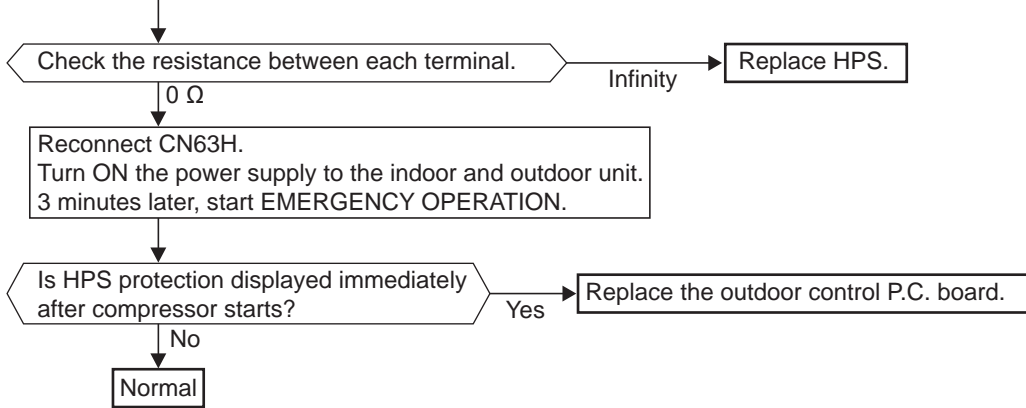 Check the resistance between each terminal.
Infinity
Replace HPS.
0 Ω
Reconnect CN63H.
Turn ON the power supply to the indoor and outdoor unit.
3 minutes later, start EMERGENCY OPERATION.
Is HPS protection displayed immediately
after compressor starts?
Yes
Replace the outdoor control P.C. board.
No
Normal